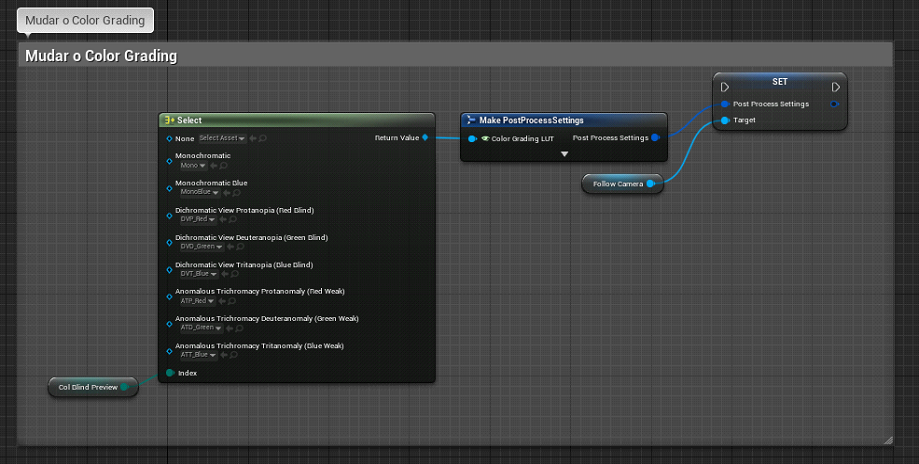 Mudar o Color Grading
Mudar o Color Grading
SET
Post Process Settings
Target
Select
None Select Asset
Return Value
Monochromatic
Mono
Monochromatic Blue
MonoBlue
Dichromatic View Protanopia (Red Blind)
DVP_Red
Dichromatic View Deuteranopia (Green Blind)
DVD_Green
Dichromatic View Tritanopia (Blue Blind)
DVT_Blue
Anomalous Trichromacy Protanomaly (Red Weak)
ATP_Red
Anomalous Trichromacy Deuteranomaly (Green Weak)
ATD_Green
Anomalous Trichromacy Tritanomaly (Blue Weak)
ATT_Blue
Index
Make PostProcessSettings
Color Grading LUT
Post Process Settings
Follow Camera
Col Blind Preview